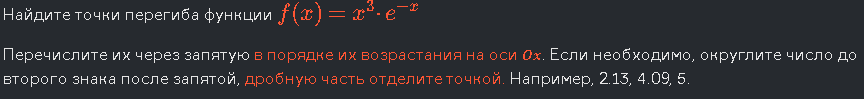 Найдите точки перегиба функции f(x) = x³ · e⁻ˣ
Перечислите их через запятую в порядке их возрастания на оси Ox. Если необходимо, округлите число до
второго знака после запятой, дробную часть отделите точкой. Например, 2.13, 4.09, 5.